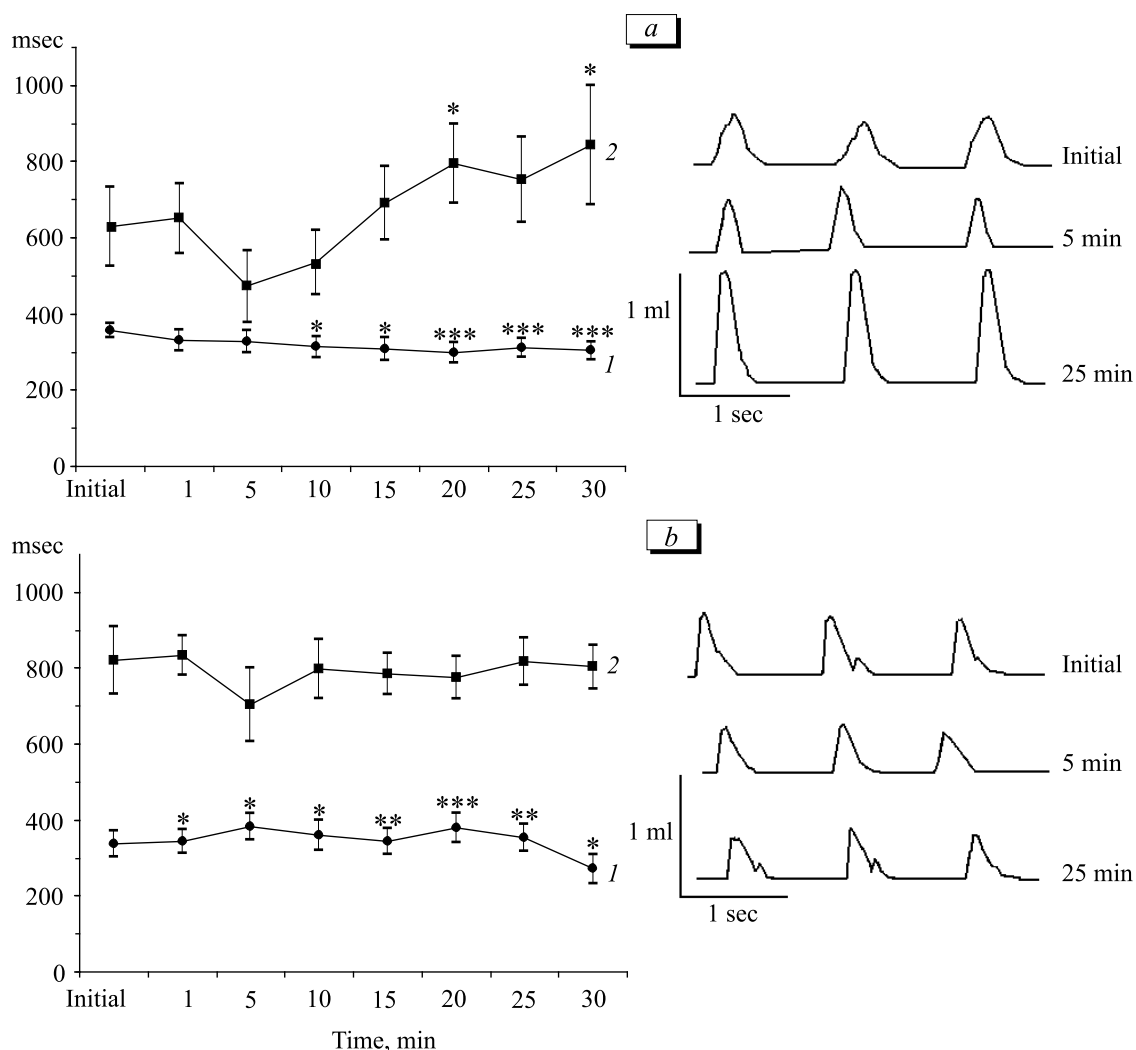 a
msec
1000
800
600
400
200
0
* *
2
* * *** *** ***
1
Initial 1 5 10 15 20 25 30
Initial
5 min
1 ml
25 min
1 sec
b
msec
1000
800
600
400
200
0
2
* * * ** *** ** *
1
Initial 1 5 10 15 20 25 30
Time, min
Initial
5 min
1 ml
25 min
1 sec